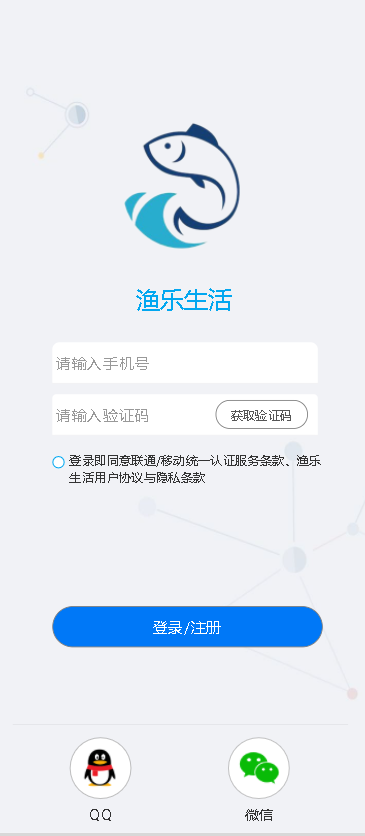 渔乐生活
请输入手机号
请输入验证码
获取验证码
登录即同意联通/移动统一认证服务条款、渔乐
生活用户协议与隐私条款
登录/注册
QQ
微信